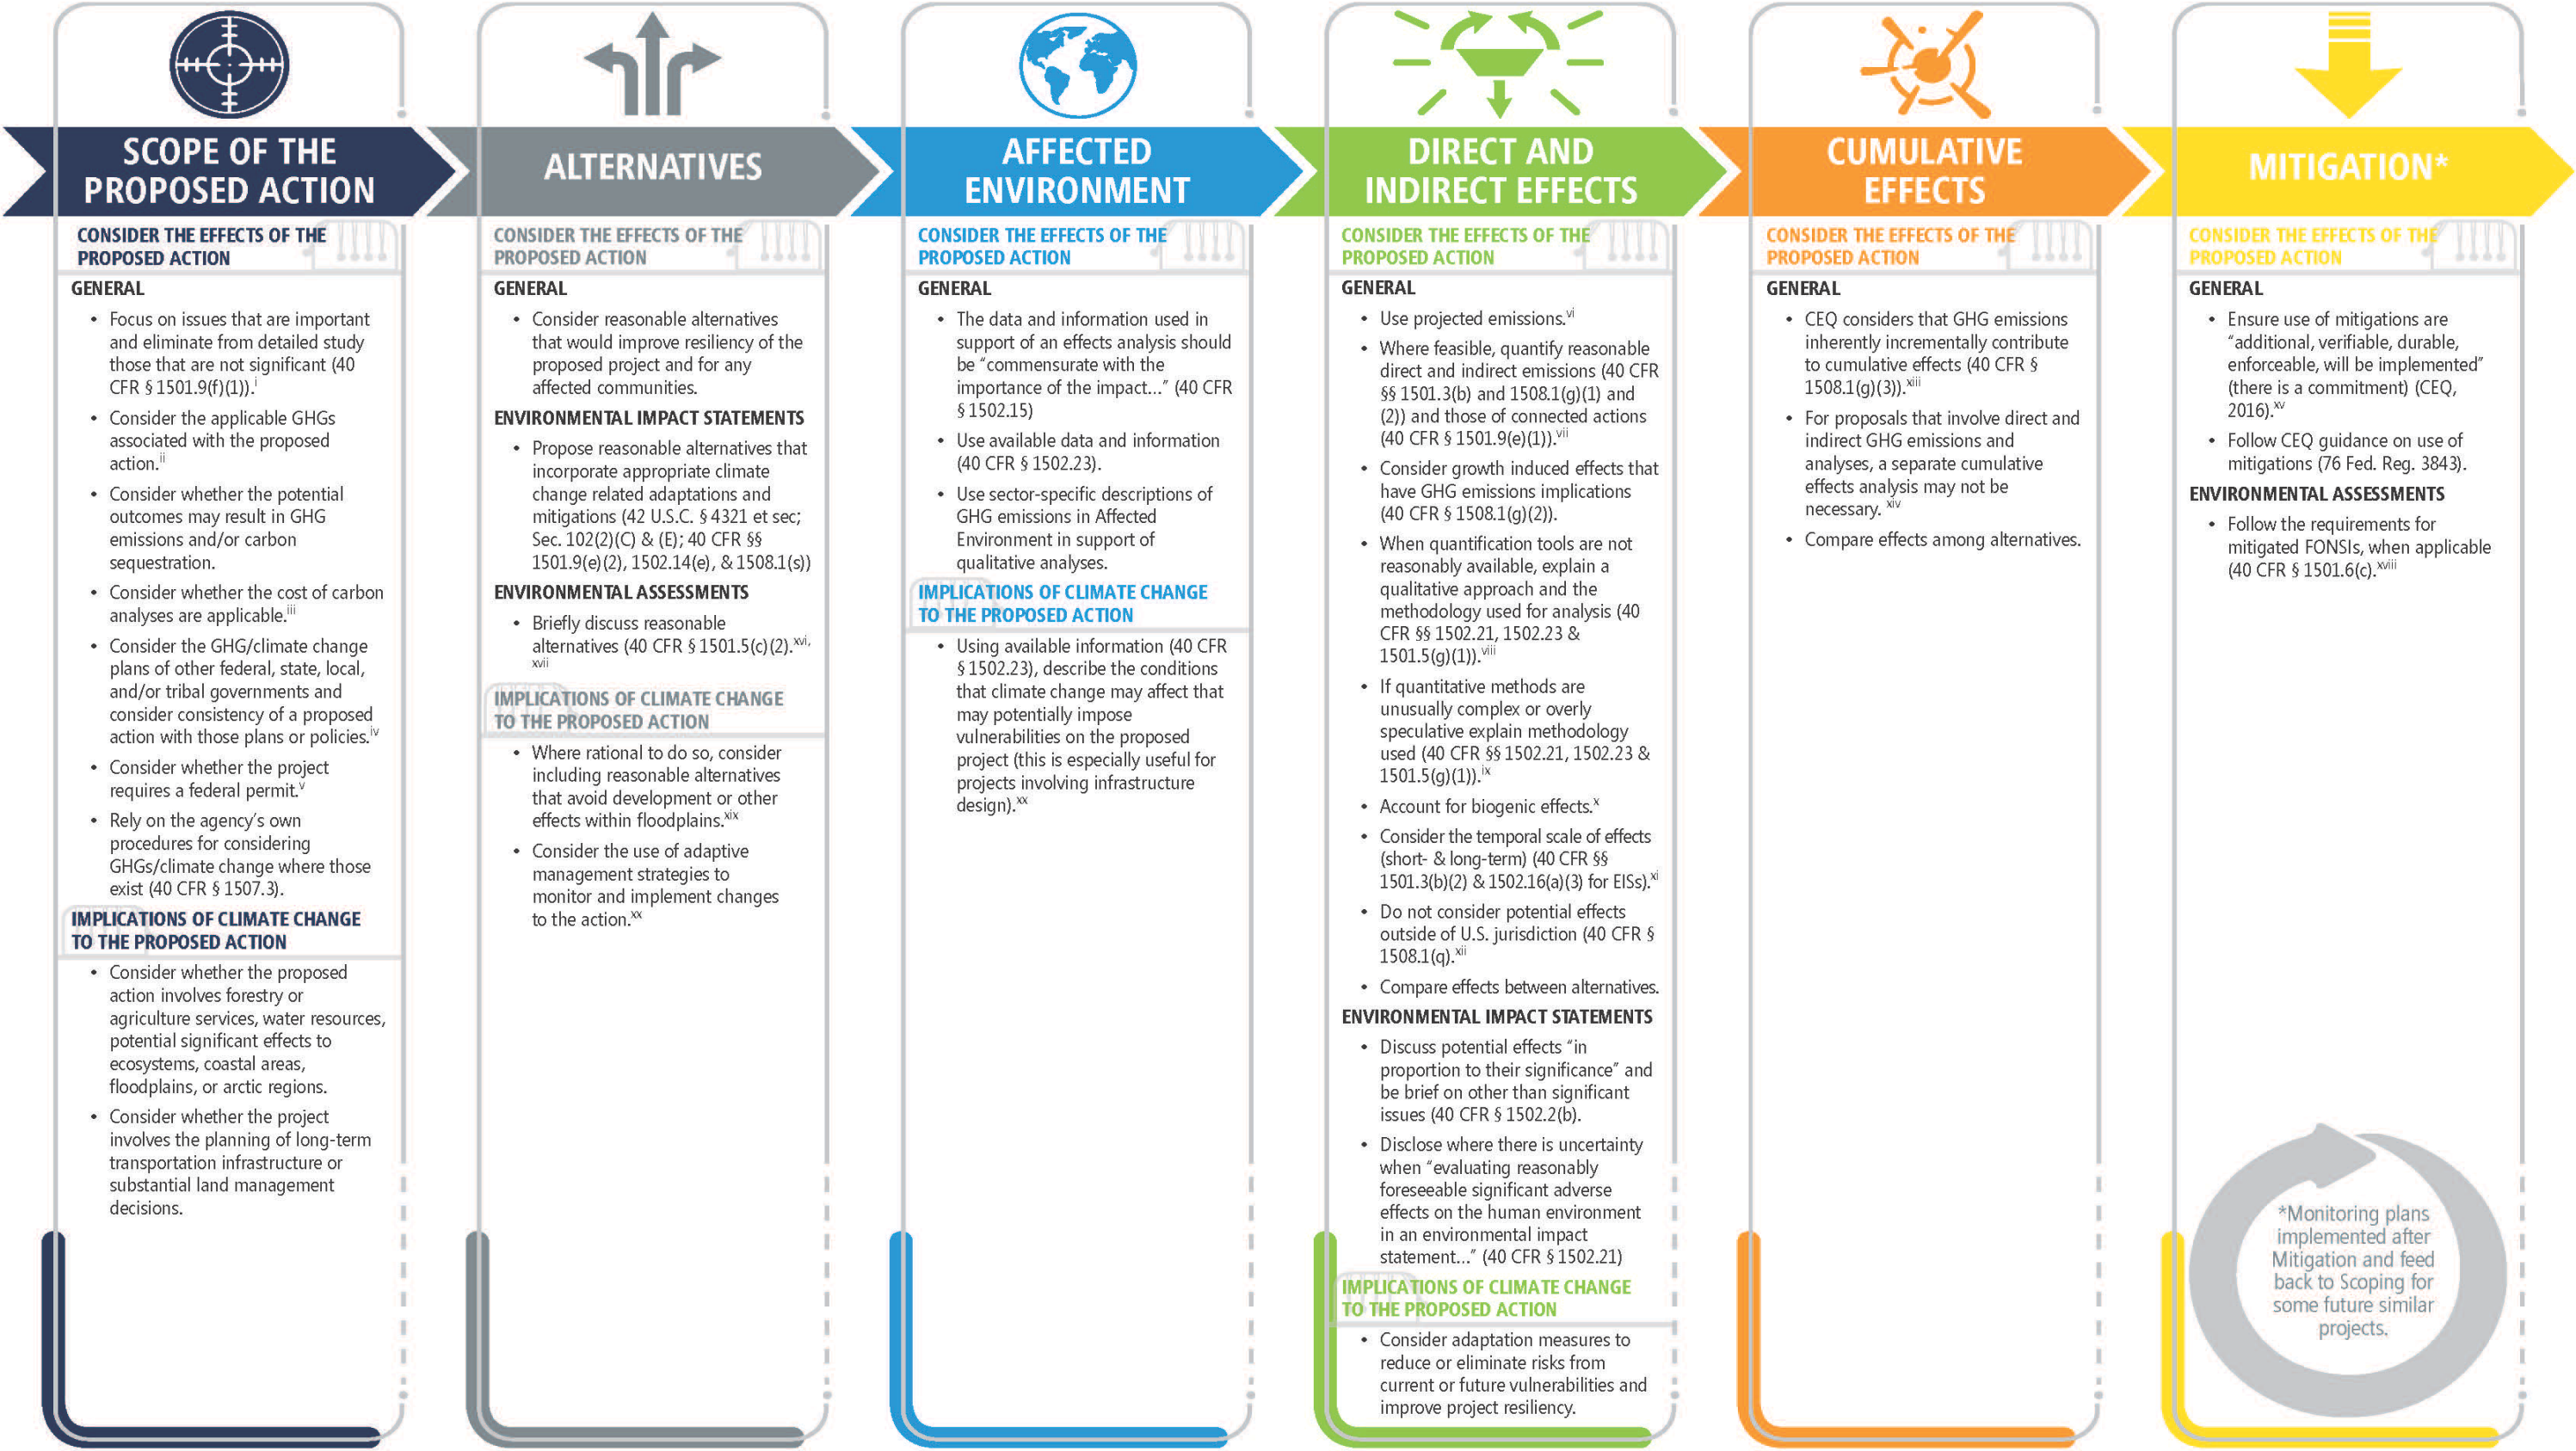 SCOPE OF THE
PROPOSED ACTION
CONSIDER THE EFFECTS OF THE
PROPOSED ACTION
GENERAL
• Focus on issues that are important
and eliminate from detailed study
those that are not significant (40
CFR § 1501.9(f)(1)).i
• Consider the applicable GHGs
associated with the proposed
action.ii
• Consider whether the potential
outcomes may result in GHG
emissions and/or carbon
sequestration.
• Consider whether the cost of carbon
analyses are applicable.iii
• Consider the GHG/climate change
plans of other federal, state, local,
and/or tribal governments and
consider consistency of a proposed
action with those plans or policies.iv
• Consider whether the project
requires a federal permit.v
• Rely on the agency's own
procedures for considering
GHGs/climate change where those
exist (40 CFR § 1507.3).
IMPLICATIONS OF CLIMATE CHANGE
TO THE PROPOSED ACTION
• Consider whether the proposed
action involves forestry or
agriculture services, water resources,
potential significant effects to
ecosystems, coastal areas,
floodplains, or arctic regions.
• Consider whether the project
involves the planning of long-term
transportation infrastructure or
substantial land management
decisions.
ALTERNATIVES
CONSIDER THE EFFECTS OF THE
PROPOSED ACTION
GENERAL
• Consider reasonable alternatives
that would improve resiliency of the
proposed project and for any
affected communities.
ENVIRONMENTAL IMPACT STATEMENTS
• Propose reasonable alternatives that
incorporate appropriate climate
change related adaptations and
mitigations (42 U.S.C. § 4321 et sec;
Sec. 102(2)(C) & (E); 40 CFR §§
1501.9(e)(2), 1502.14(e), & 1508.1(s))
ENVIRONMENTAL ASSESSMENTS
• Briefly discuss reasonable
alternatives (40 CFR § 1501.5(c)(2).xvi,
xvii
IMPLICATIONS OF CLIMATE CHANGE
TO THE PROPOSED ACTION
• Where rational to do so, consider
including reasonable alternatives
that avoid development or other
effects within floodplains.xix
• Consider the use of adaptive
management strategies to
monitor and implement changes
to the action.xx
AFFECTED
ENVIRONMENT
CONSIDER THE EFFECTS OF THE
PROPOSED ACTION
GENERAL
• The data and information used in
support of an effects analysis should
be "commensurate with the
importance of the impact..." (40 CFR
§ 1502.15)
• Use available data and information
(40 CFR § 1502.23).
• Use sector-specific descriptions of
GHG emissions in Affected
Environment in support of
qualitative analyses.
IMPLICATIONS OF CLIMATE CHANGE
TO THE PROPOSED ACTION
• Using available information (40 CFR
§ 1502.23), describe the conditions
that climate change may affect that
may potentially impose
vulnerabilities on the proposed
project (this is especially useful for
projects involving infrastructure
design).xx
DIRECT AND
INDIRECT EFFECTS
CONSIDER THE EFFECTS OF THE
PROPOSED ACTION
GENERAL
• Use projected emissions.vi
• Where feasible, quantify reasonable
direct and indirect emissions (40 CFR
§§ 1501.3(b) and 1508.1(g)(1) and
(2)) and those of connected actions
(40 CFR § 1501.9(e)(1)).vii
• Consider growth induced effects that
have GHG emissions implications
(40 CFR § 1508.1(g)(2)).
• When quantification tools are not
reasonably available, explain a
qualitative approach and the
methodology used for analysis (40
CFR §§ 1502.21, 1502.23 &
1501.5(g)(1)).viii
• If quantitative methods are
unusually complex or overly
speculative explain methodology
used (40 CFR §§ 1502.21, 1502.23 &
1501.5(g)(1)).ix
• Account for biogenic effects.x
• Consider the temporal scale of effects
(short- & long-term) (40 CFR §§
1501.3(b)(2) & 1502.16(a)(3) for EISs).xi
• Do not consider potential effects
outside of U.S. jurisdiction (40 CFR §
1508.1(q).xii
• Compare effects between alternatives.
ENVIRONMENTAL IMPACT STATEMENTS
• Discuss potential effects "in
proportion to their significance" and
be brief on other than significant
issues (40 CFR § 1502.2(b).
• Disclose where there is uncertainty
when "evaluating reasonably
foreseeable significant adverse
effects on the human environment
in an environmental impact
statement..." (40 CFR § 1502.21)
IMPLICATIONS OF CLIMATE CHANGE
TO THE PROPOSED ACTION
• Consider adaptation measures to
reduce or eliminate risks from
current or future vulnerabilities and
improve project resiliency.
CUMULATIVE
EFFECTS
CONSIDER THE EFFECTS OF THE
PROPOSED ACTION
GENERAL
• CEQ considers that GHG emissions
inherently incrementally contribute
to cumulative effects (40 CFR §
1508.1(g)(3)).xiii
• For proposals that involve direct and
indirect GHG emissions and
analyses, a separate cumulative
effects analysis may not be
necessary. xiv
• Compare effects among alternatives.
MITIGATION*
CONSIDER THE EFFECTS OF THE
PROPOSED ACTION
GENERAL
• Ensure use of mitigations are
"additional, verifiable, durable,
enforceable, will be implemented"
(there is a commitment) (CEQ,
2016).xv
• Follow CEQ guidance on use of
mitigations (76 Fed. Reg. 3843).
ENVIRONMENTAL ASSESSMENTS
• Follow the requirements for
mitigated FONSIs, when applicable
(40 CFR § 1501.6(c).xviii
*Monitoring plans
implemented after
Mitigation and feed
back to Scoping for
some future similar
projects.